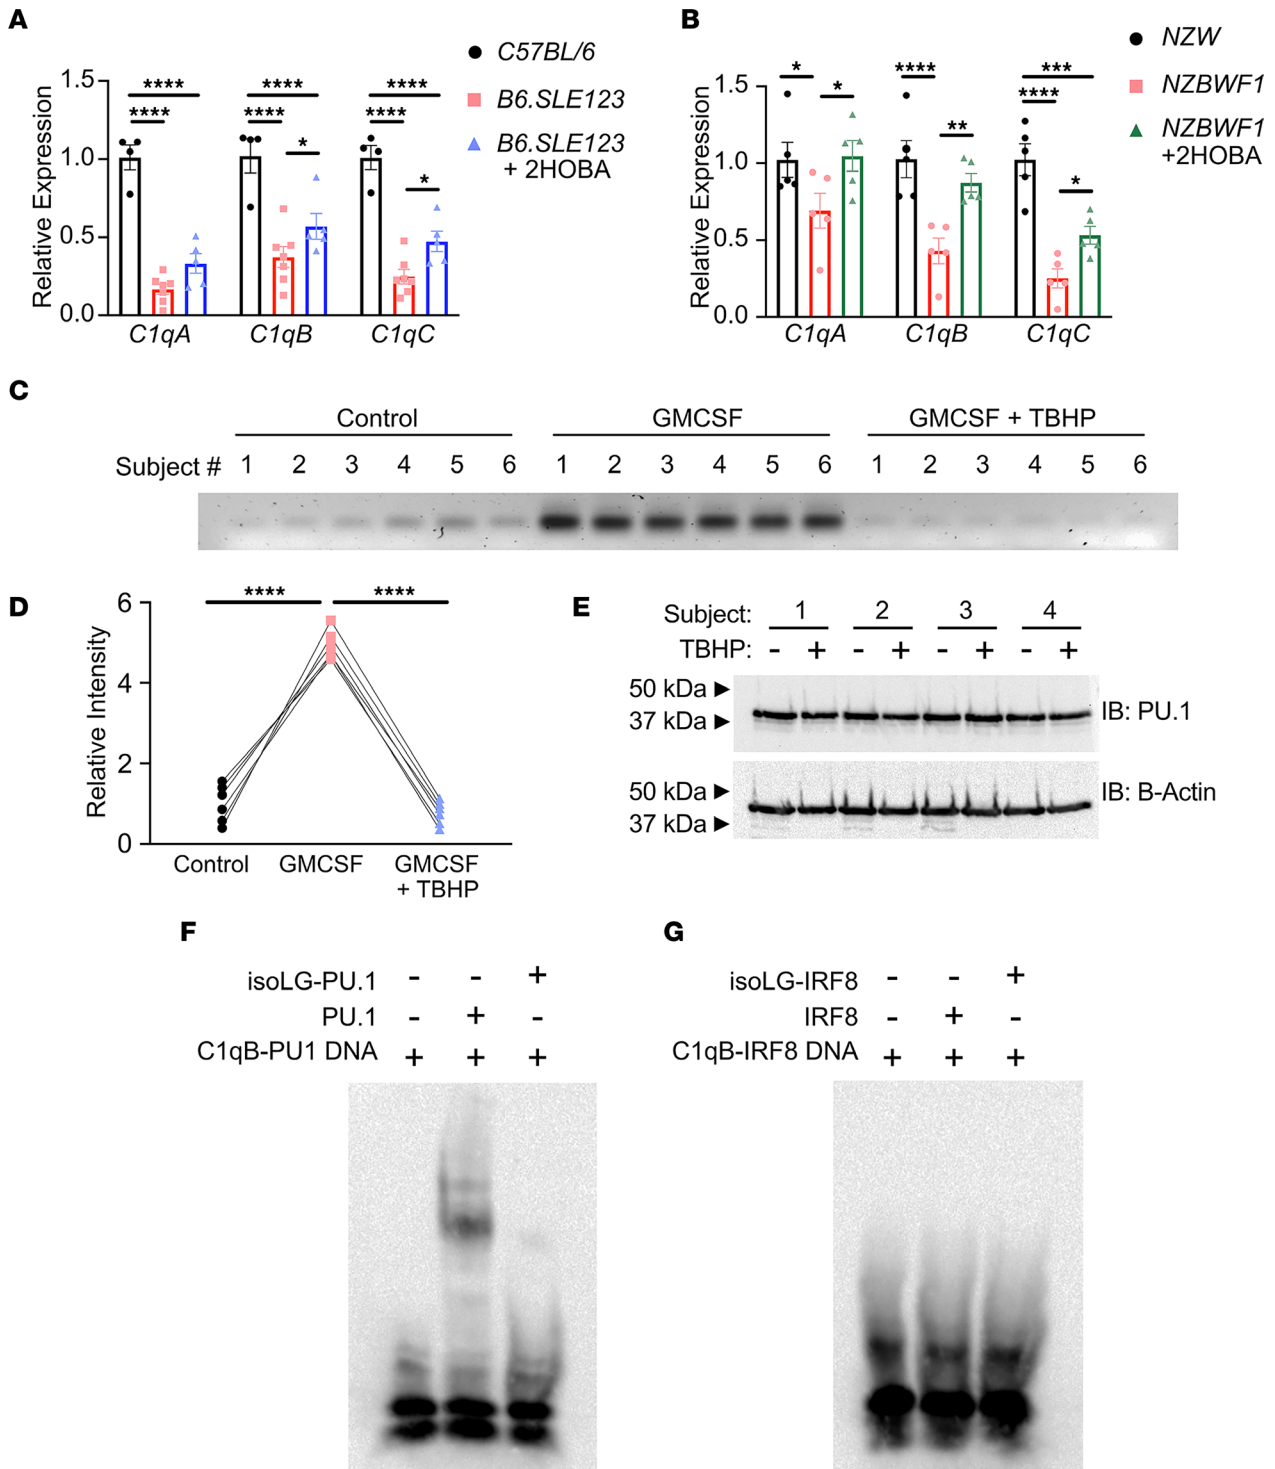 A
C57BL/6
B6.SLE123
B6.SLE123
+ 2HOBA
Relative Expression
1.5
1.0
0.5
0.0
**** **** ****
**** **** * **** *
C1qA C1qB C1qC
B
NZW
NZBWF1
NZBWF1
+2HOBA
Relative Expression
1.5
1.0
0.5
0.0
* * **** ** *** **** *
C1qA C1qB C1qC
C
Control GMCSF GMCSF + TBHP
Subject # 1 2 3 4 5 6 1 2 3 4 5 6 1 2 3 4 5 6
D
Relative Intensity
6
4
2
0
**** ****
Control GMCSF GMCSF
+ TBHP
E
Subject: 1 2 3 4
TBHP: - + - + - + - +
50 kDa
37 kDa
IB: PU.1
50 kDa
37 kDa
IB: B-Actin
F
isoLG-PU.1 - - +
PU.1 - + -
C1qB-PU1 DNA + + +
G
isoLG-IRF8 - - +
IRF8 - + -
C1qB-IRF8 DNA + + +